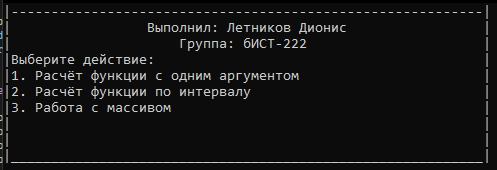 Выполнил: Летников Дионис
Группа: бИСТ-222
Выберите действие:
1. Расчёт функции с одним аргументом
2. Расчёт функции по интервалу
3. Работа с массивом